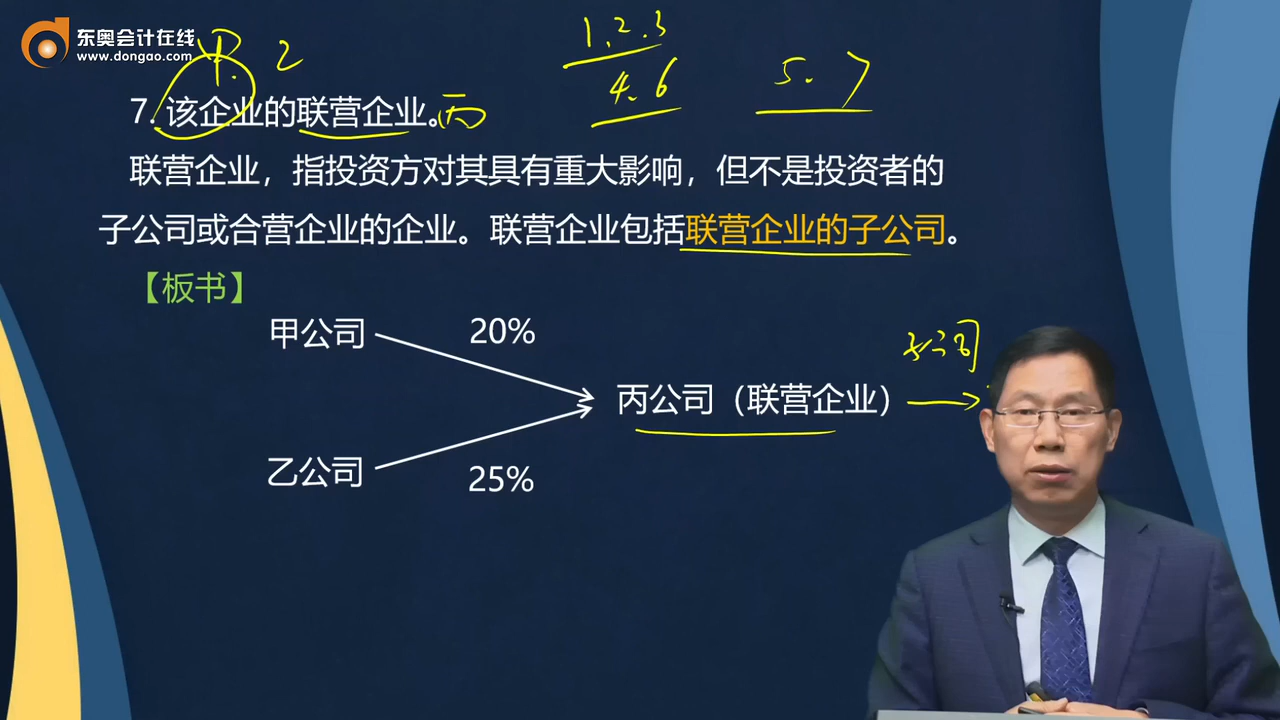 东奥会计在线
www.dongao.com
甲. 2
1.2.3
4.6
5.7
7. 该企业的联营企业。丙
联营企业，指投资方对其具有重大影响，但不是投资者的
子公司或合营企业的企业。联营企业包括联营企业的子公司。
【板书】
甲公司
20%
子公司
丙公司（联营企业）
乙公司
25%